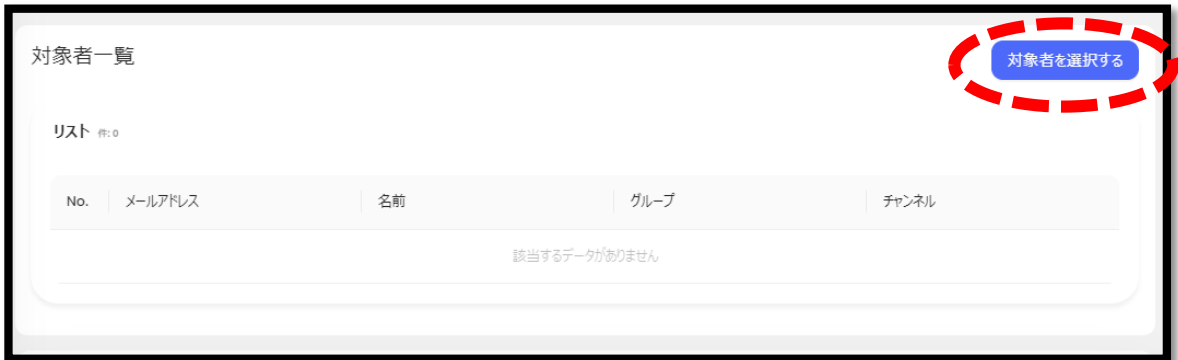 対象者一覧
対象者を選択する
リスト 件: 0
No. メールアドレス 名前 グループ チャンネル
該当するデータがありません